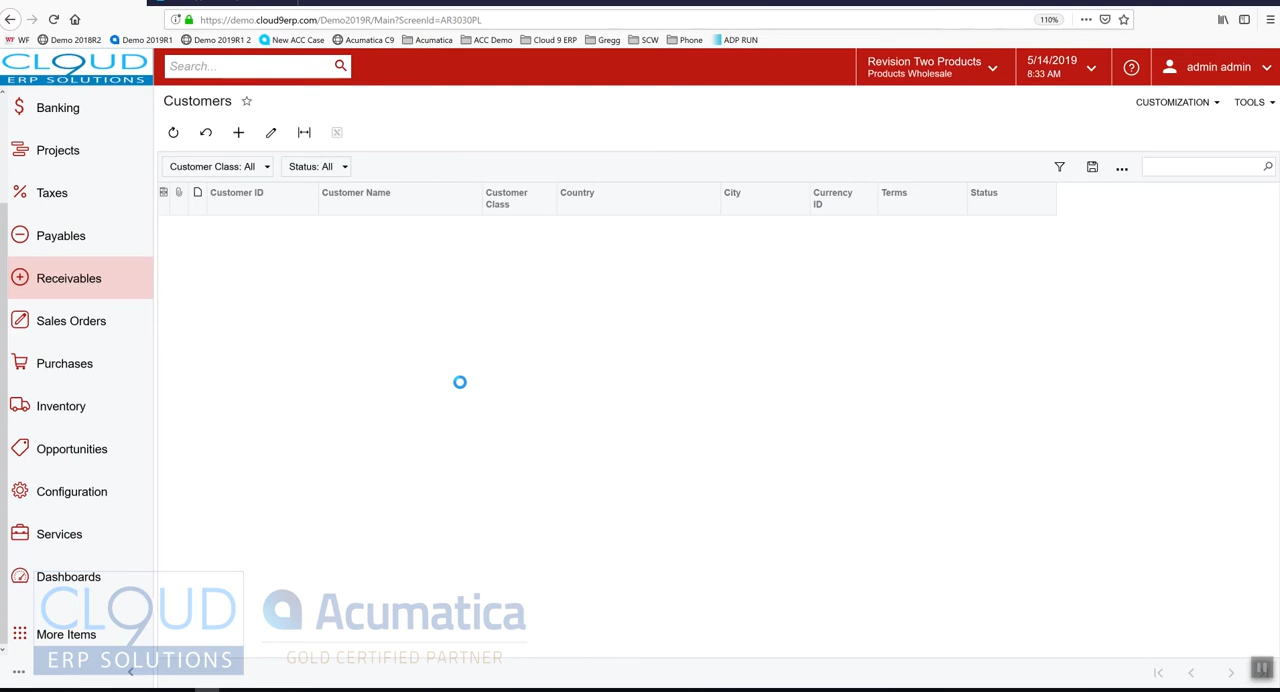 https://demo.cloud9erp.com/Demo2019R/Main?ScreenId=AR3030PL
110%
WF
Demo 2018R2
Demo 2019R1
Demo 2019R1 2
New ACC Case
Acumatica C9
Acumatica
ACC Demo
Cloud 9 ERP
Gregg
SCW
Phone
ADP RUN
CL9UD
ERP SOLUTIONS
Search...
Revision Two Products
Products Wholesale
5/14/2019
8:33 AM
admin admin
Customers
CUSTOMIZATION
TOOLS
Customer Class: All
Status: All
Customer ID
Customer Name
Customer Class
Country
City
Currency ID
Terms
Status
Banking
Projects
Taxes
Payables
Receivables
Sales Orders
Purchases
Inventory
Opportunities
Configuration
Services
Dashboards
More Items
CL9UD
ERP SOLUTIONS
Acumatica
GOLD CERTIFIED PARTNER